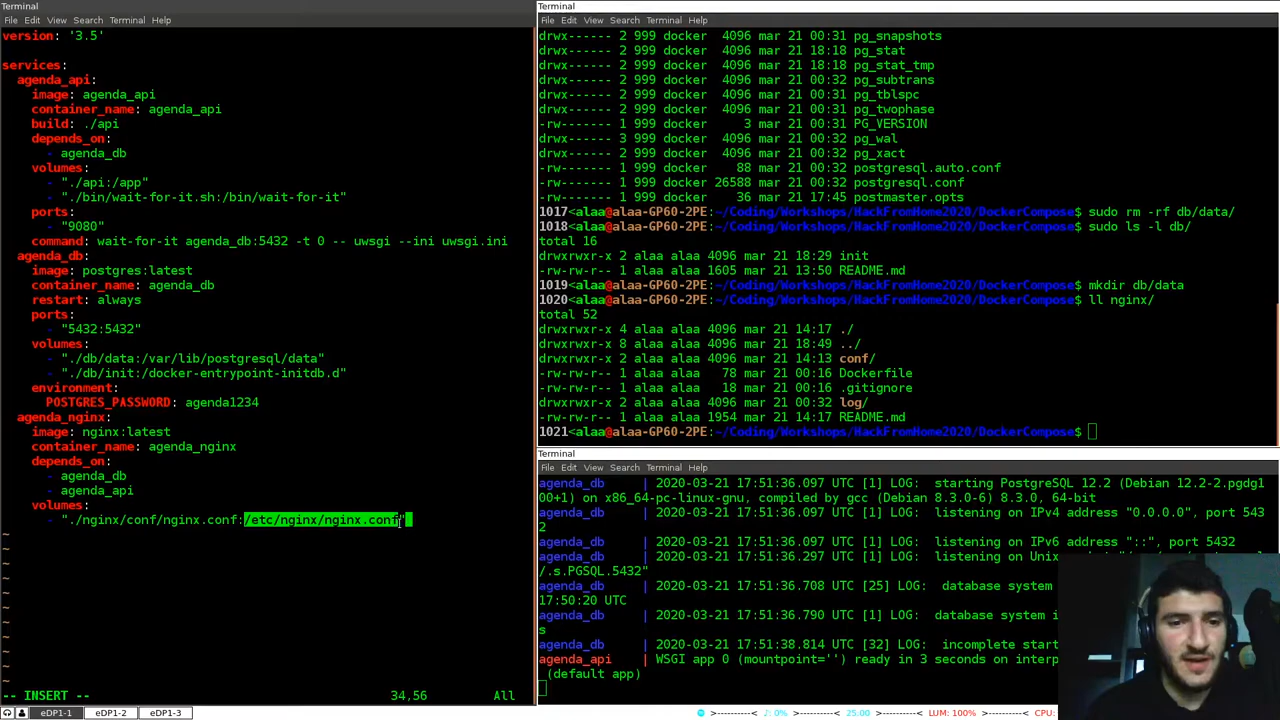 Terminal
File Edit View Search Terminal Help
version: '3.5'
services:
agenda_api:
image: agenda_api
container_name: agenda_api
build: ./api
depends_on:
- agenda_db
volumes:
- "./api:/app"
- "./bin/wait-for-it.sh:/bin/wait-for-it"
ports:
- "9080"
command: wait-for-it agenda_db:5432 -t 0 -- uwsgi --ini uwsgi.ini
agenda_db:
image: postgres:latest
container_name: agenda_db
restart: always
ports:
- "5432:5432"
volumes:
- "./db/data:/var/lib/postgresql/data"
- "./db/init:/docker-entrypoint-initdb.d"
environment:
POSTGRES_PASSWORD: agenda1234
agenda_nginx:
image: nginx:latest
container_name: agenda_nginx
depends_on:
- agenda_db
- agenda_api
volumes:
- "./nginx/conf/nginx.conf:/etc/nginx/nginx.conf"
~
~
~
~
~
~
~
~
~
~
~
-- INSERT -- 34,56 All
Terminal
File Edit View Search Terminal Help
drwx------ 2 999 docker 4096 mar 21 00:31 pg_snapshots
drwx------ 2 999 docker 4096 mar 21 18:18 pg_stat
drwx------ 2 999 docker 4096 mar 21 18:18 pg_stat_tmp
drwx------ 2 999 docker 4096 mar 21 00:32 pg_subtrans
drwx------ 2 999 docker 4096 mar 21 00:31 pg_tblspc
drwx------ 2 999 docker 4096 mar 21 00:31 pg_twophase
-rw------- 1 999 docker 3 mar 21 00:31 PG_VERSION
drwx------ 3 999 docker 4096 mar 21 00:32 pg_wal
drwx------ 2 999 docker 4096 mar 21 00:32 pg_xact
-rw------- 1 999 docker 88 mar 21 00:31 postgresql.auto.conf
-rw------- 1 999 docker 26588 mar 21 00:32 postgresql.conf
-rw------- 1 999 docker 36 mar 21 17:45 postmaster.opts
1017<alaa@alaa-GP60-2PE:~/Coding/Workshops/HackFromHome2020/DockerCompose$ sudo rm -rf db/data/
1018<alaa@alaa-GP60-2PE:~/Coding/Workshops/HackFromHome2020/DockerCompose$ sudo ls -l db/
total 16
drwxrwxr-x 2 alaa alaa 4096 mar 21 18:29 init
-rw-rw-r-- 1 alaa alaa 1605 mar 21 13:50 README.md
1019<alaa@alaa-GP60-2PE:~/Coding/Workshops/HackFromHome2020/DockerCompose$ mkdir db/data
1020<alaa@alaa-GP60-2PE:~/Coding/Workshops/HackFromHome2020/DockerCompose$ ll nginx/
total 52
drwxrwxr-x 4 alaa alaa 4096 mar 21 14:17 ./
drwxrwxr-x 8 alaa alaa 4096 mar 21 18:49 ../
drwxrwxr-x 2 alaa alaa 4096 mar 21 14:13 conf/
-rw-rw-r-- 1 alaa alaa 78 mar 21 00:16 Dockerfile
-rw-rw-r-- 1 alaa alaa 18 mar 21 00:16 .gitignore
drwxrwxr-x 2 alaa alaa 4096 mar 21 00:32 log/
-rw-rw-r-- 1 alaa alaa 1954 mar 21 14:17 README.md
1021<alaa@alaa-GP60-2PE:~/Coding/Workshops/HackFromHome2020/DockerCompose$
Terminal
File Edit View Search Terminal Help
agenda_db | 2020-03-21 17:51:36.097 UTC [1] LOG: starting PostgreSQL 12.2 (Debian 12.2-2.pgdg1
00+1) on x86_64-pc-linux-gnu, compiled by gcc (Debian 8.3.0-6) 8.3.0, 64-bit
agenda_db | 2020-03-21 17:51:36.097 UTC [1] LOG: listening on IPv4 address "0.0.0.0", port 543
2
agenda_db | 2020-03-21 17:51:36.097 UTC [1] LOG: listening on IPv6 address "::", port 5432
agenda_db | 2020-03-21 17:51:36.297 UTC [1] LOG: listening on Unix
/.s.PGSQL.5432"
agenda_db | 2020-03-21 17:51:36.708 UTC [25] LOG: database system
17:50:20 UTC
agenda_db | 2020-03-21 17:51:36.790 UTC [1] LOG: database system
s
agenda_db | 2020-03-21 17:51:38.814 UTC [32] LOG: incomplete
agenda_api | WSGI app 0 (mountpoint='') ready in 3 seconds on
(default app)
eDP1-1 eDP1-2 eDP1-3
>----------< ♪: 0% >----------< 25:00 >----------< LUM: 100% >----------< CPU: